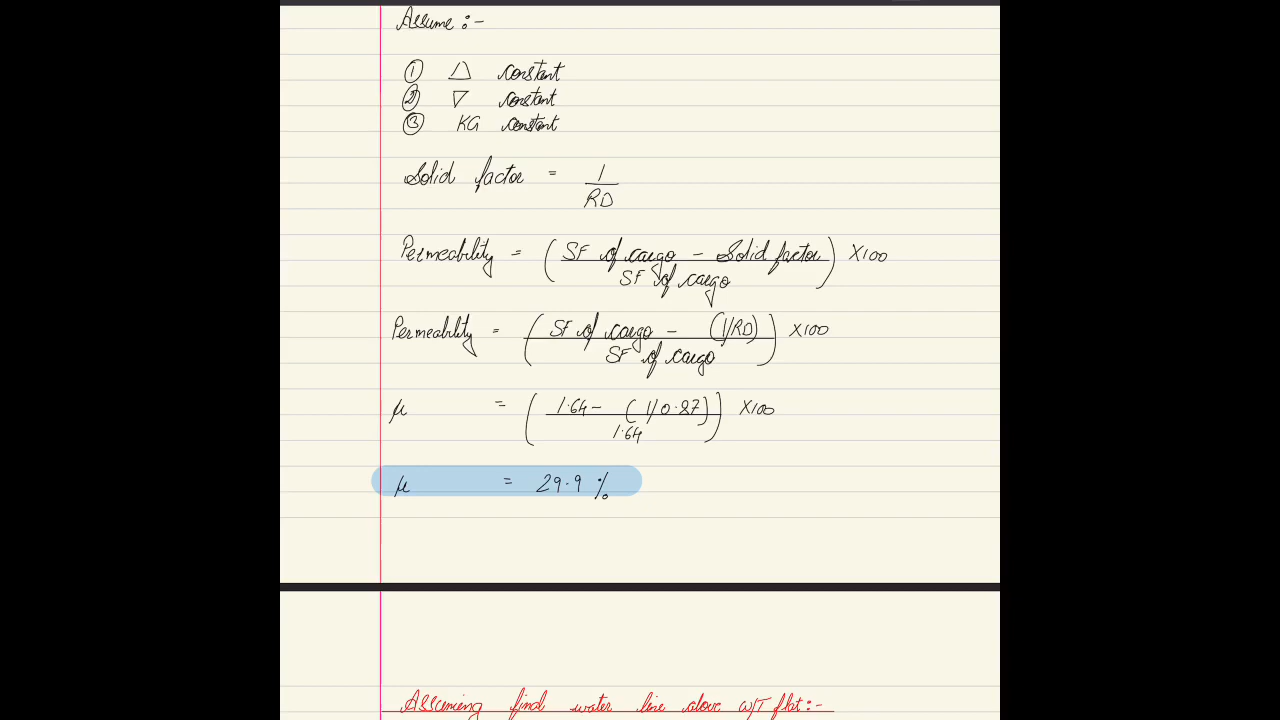 Assume :-
① △ constant
② ▽ constant
③ KG constant
Solid factor = 1/RD
Permeability = (SF of cargo - Solid factor / SF of cargo) X100
Permeability = (SF of cargo - (1/RD) / SF of cargo) X100
μ = (1.64 - (1/0.87) / 1.64) X100
μ = 29.9 %
Assuming final water line above W/T flat :-